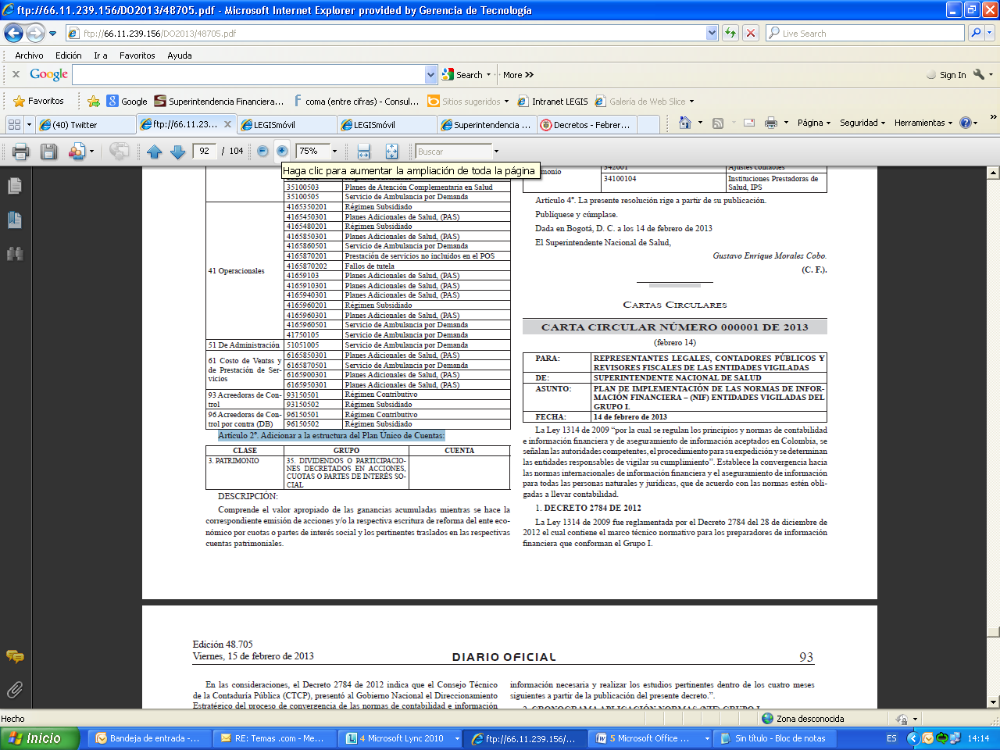 ftp://66.11.239.156/DO2013/48705.pdf - Microsoft Internet Explorer provided by Gerencia de Tecnología
ftp://66.11.239.156/DO2013/48705.pdf
Live Search
Archivo Edición Ir a Favoritos Ayuda
x Google Search More >> Sign In
Favoritos Google Superintendencia Financiera... coma (entre cifras) - Consul... Sitios sugeridos Intranet LEGIS Galería de Web Slice
(40) Twitter ftp://66.11.23... LEGISmóvil LEGISmóvil Superintendencia ... Decretos - Febrer... Página Seguridad Herramientas
92 / 104 75% Buscar
Haga clic para aumentar la ampliación de toda la página
35100503 Planes de Atención Complementaria en Salud
35100505 Servicio de Ambulancia por Demanda
41 Operacionales
4165350201 Régimen Subsidiado
4165450301 Planes Adicionales de Salud, (PAS)
4165480201 Régimen Subsidiado
4165850301 Planes Adicionales de Salud, (PAS)
4165860501 Servicio de Ambulancia por Demanda
4165870201 Prestación de servicios no incluidos en el POS
4165870202 Fallos de tutela
41659103 Planes Adicionales de Salud, (PAS)
4165910301 Planes Adicionales de Salud, (PAS)
4165940301 Planes Adicionales de Salud, (PAS)
4165960201 Régimen Subsidiado
4165960301 Planes Adicionales de Salud, (PAS)
4165960501 Servicio de Ambulancia por Demanda
41750105 Servicio de Ambulancia por Demanda
51 De Administración 51051005 Servicio de Ambulancia por Demanda
61 Costo de Ventas y
de Prestación de Ser-
vicios
6165850301 Planes Adicionales de Salud, (PAS)
6165870501 Servicio de Ambulancia por Demanda
6165900301 Planes Adicionales de Salud, (PAS)
6165950301 Planes Adicionales de Salud, (PAS)
93 Acreedoras de Con-
trol
93150501 Régimen Contributivo
93150502 Régimen Subsidiado
96 Acreedoras de Con-
trol por contra (DB)
96150501 Régimen Contributivo
96150502 Régimen Subsidiado
Artículo 2°. Adicionar a la estructura del Plan Único de Cuentas:
CLASE GRUPO CUENTA
3. PATRIMONIO 35. DIVIDENDOS O PARTICIPACIO-
NES DECRETADOS EN ACCIONES,
CUOTAS O PARTES DE INTERÉS SO-
CIAL
DESCRIPCIÓN:
Comprende el valor apropiado de las ganancias acumuladas mientras se hace la
correspondiente emisión de acciones y/o la respectiva escritura de reforma del ente eco-
nómico por cuotas o partes de interés social y los pertinentes traslados en las respectivas
cuentas patrimoniales.
monio 342001 Ajustes contables
34100104 Instituciones Prestadoras de
Salud, IPS
Artículo 4°. La presente resolución rige a partir de su publicación.
Publíquese y cúmplase.
Dada en Bogotá, D. C. a los 14 de febrero de 2013
El Superintendente Nacional de Salud,
Gustavo Enrique Morales Cobo.
(C. F.).
CARTAS CIRCULARES
CARTA CIRCULAR NÚMERO 000001 DE 2013
(febrero 14)
PARA: REPRESENTANTES LEGALES, CONTADORES PÚBLICOS Y
REVISORES FISCALES DE LAS ENTIDADES VIGILADAS
DE: SUPERINTENDENTE NACIONAL DE SALUD
ASUNTO: PLAN DE IMPLEMENTACIÓN DE LAS NORMAS DE INFOR-
MACIÓN FINANCIERA – (NIF) ENTIDADES VIGILADAS DEL
GRUPO I.
FECHA: 14 de febrero de 2013
La Ley 1314 de 2009 “por la cual se regulan los principios y normas de contabilidad
e información financiera y de aseguramiento de información aceptados en Colombia, se
señalan las autoridades competentes, el procedimiento para su expedición y se determinan
las entidades responsables de vigilar su cumplimiento”. Establece la convergencia hacia
las normas internacionales de información financiera y el aseguramiento de información
para todas las personas naturales y jurídicas, que de acuerdo con las normas estén obli-
gadas a llevar contabilidad.
1. DECRETO 2784 DE 2012
La Ley 1314 de 2009 fue reglamentada por el Decreto 2784 del 28 de diciembre de
2012 el cual contiene el marco técnico normativo para los preparadores de información
financiera que conforman el Grupo I.
Edición 48.705
Viernes, 15 de febrero de 2013 DIARIO OFICIAL 93
En las consideraciones, el Decreto 2784 de 2012 indica que el Consejo Técnico
de la Contaduría Pública (CTCP), presentó al Gobierno Nacional el Direccionamiento
Estratégico del proceso de convergencia de las normas de contabilidad e información
información necesaria y realizar los estudios pertinentes dentro de los cuatro meses
siguientes a partir de la publicación del presente decreto.”.
2. CRONOGRAMA APLICACIÓN NORMAS (NIF) GRUPO I
Hecho Zona desconocida
Inicio Bandeja de entrada -... RE: Temas .com - Me... 4 Microsoft Lync 2010 ftp://66.11.239.156/... 5 Microsoft Office ... Sin título - Bloc de notas ES 14:14